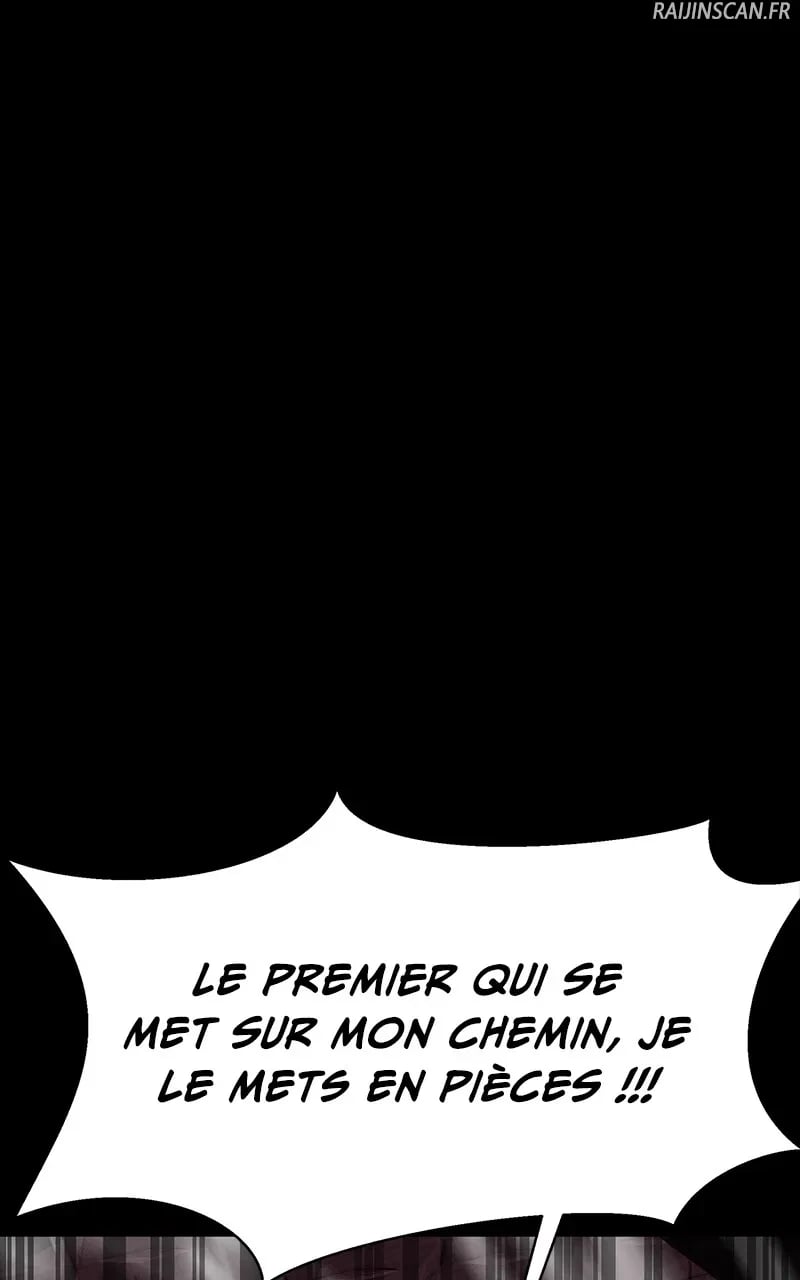 RAIJINSCAN.FR
LE PREMIER QUI SE
MET SUR MON CHEMIN, JE
LE METS EN PIÈCES !!!